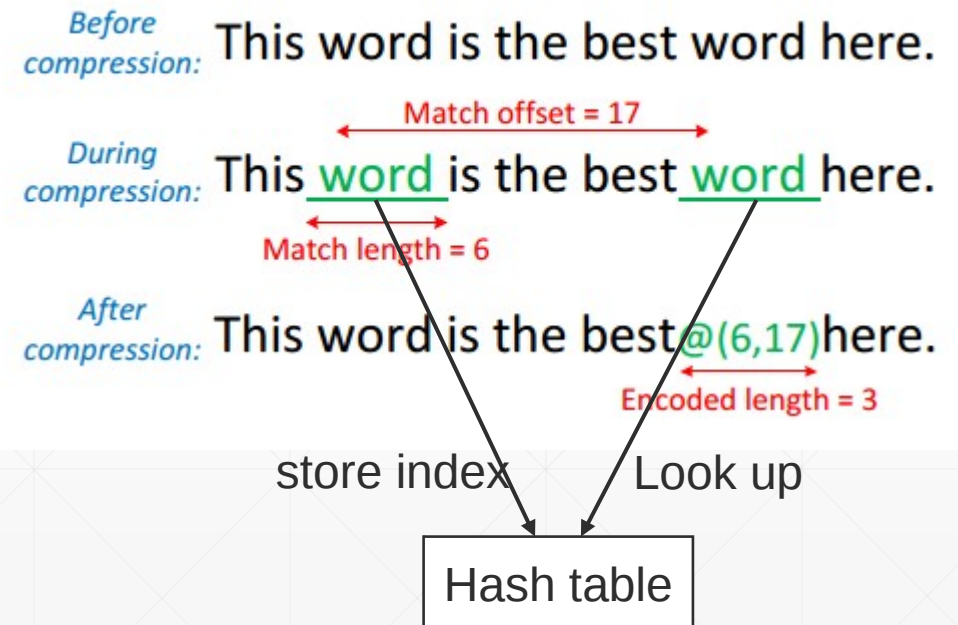 Before
compression: This word is the best word here.
Match offset = 17
During
compression: This word is the best word here.
Match length = 6
After
compression: This word is the best@(6,17)here.
Encoded length = 3
store index Look up
Hash table